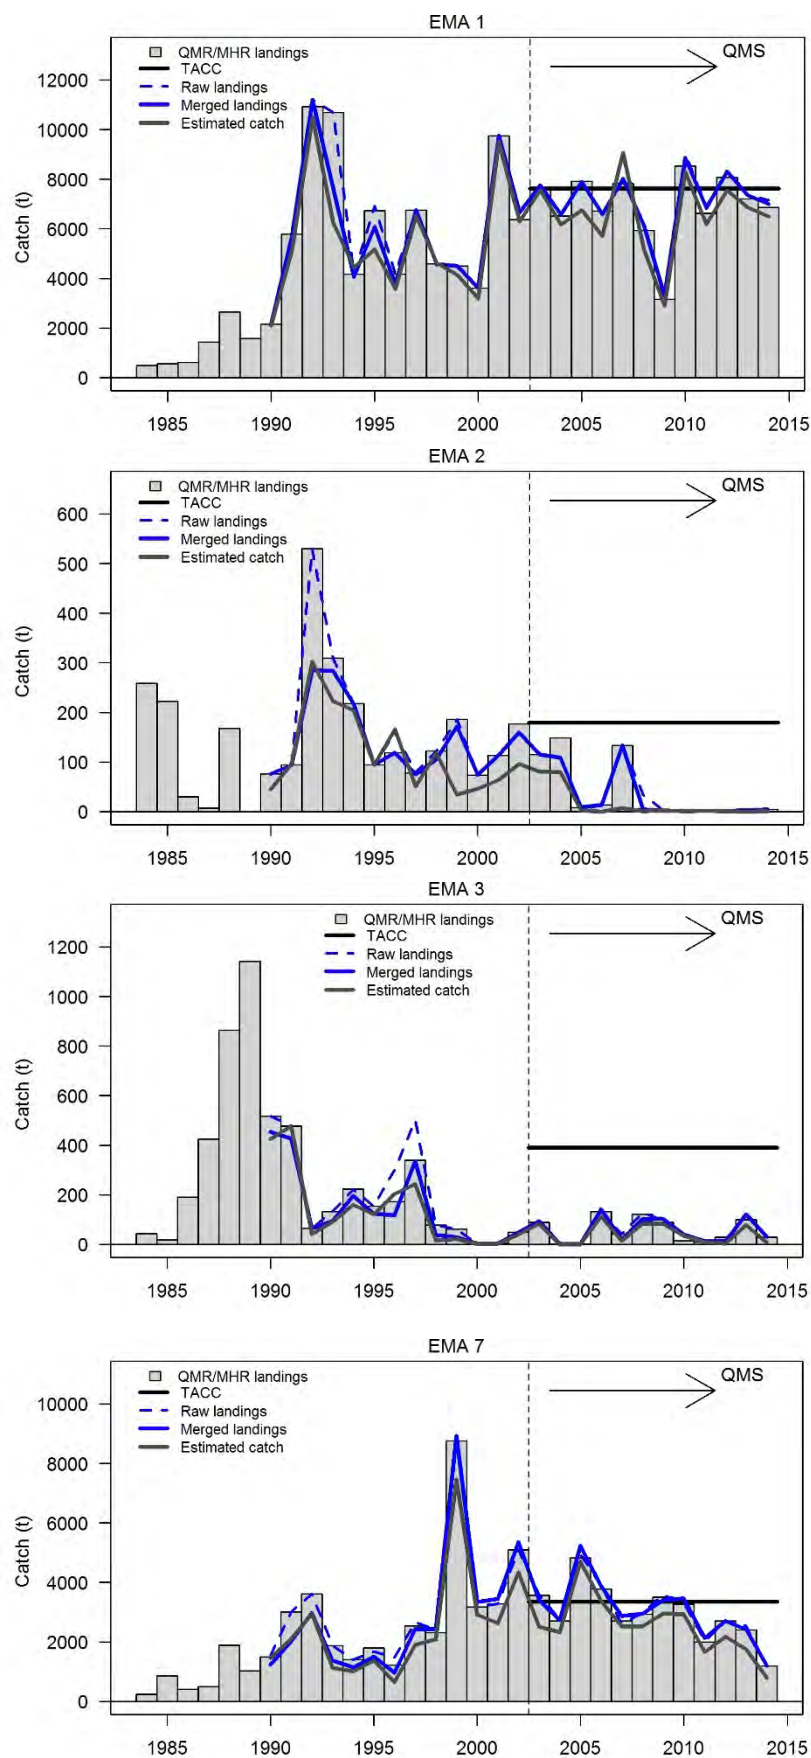 EMA 1
QMR/MHR landings
TACC
Raw landings
Merged landings
Estimated catch
QMS
Catch (t)
12000
10000
8000
6000
4000
2000
0
1985 1990 1995 2000 2005 2010 2015
EMA 2
QMR/MHR landings
TACC
Raw landings
Merged landings
Estimated catch
QMS
Catch (t)
600
500
400
300
200
100
0
1985 1990 1995 2000 2005 2010 2015
EMA 3
QMR/MHR landings
TACC
Raw landings
Merged landings
Estimated catch
QMS
Catch (t)
1200
1000
800
600
400
200
0
1985 1990 1995 2000 2005 2010 2015
EMA 7
QMR/MHR landings
TACC
Raw landings
Merged landings
Estimated catch
QMS
Catch (t)
10000
8000
6000
4000
2000
0
1985 1990 1995 2000 2005 2010 2015